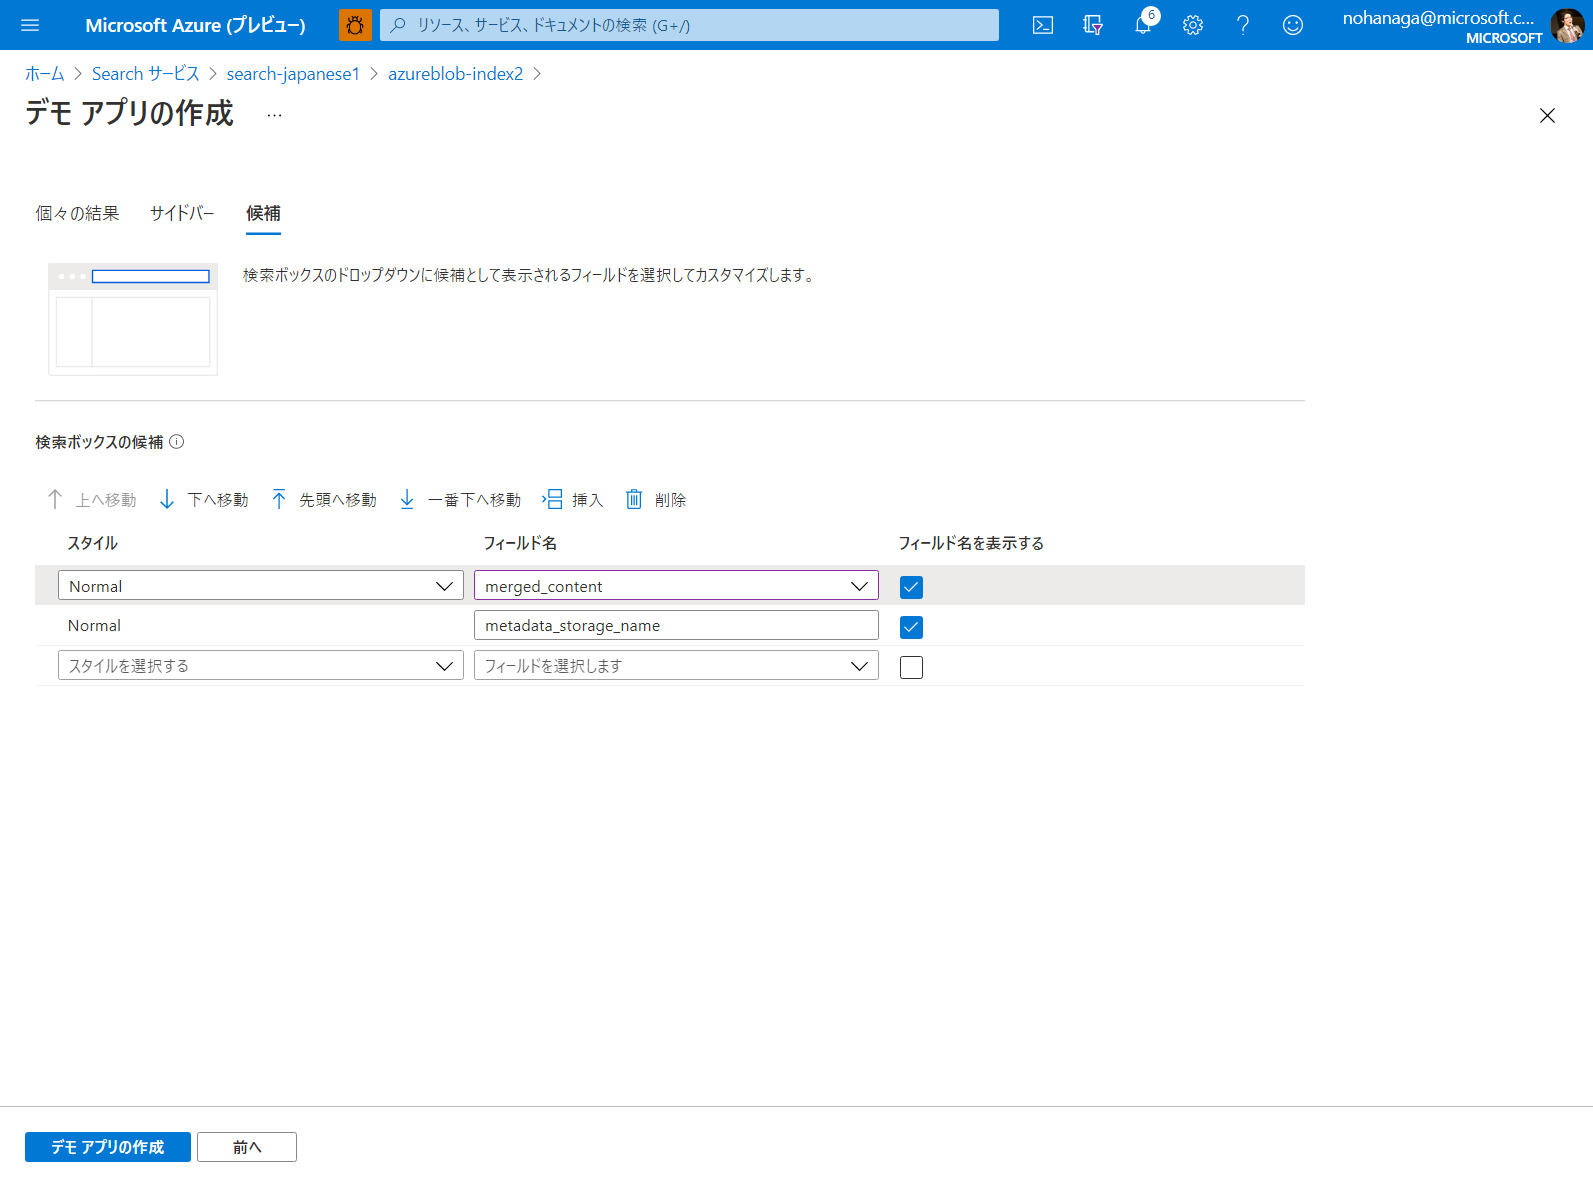 Microsoft Azure (プレビュー)
リソース、サービス、ドキュメントの検索 (G+/)
6
nohanaga@microsoft.c...
MICROSOFT
ホーム > Search サービス > search-japanese1 > azureblob-index2 >
デモ アプリの作成 ...
個々の結果 サイドバー 候補
検索ボックスのドロップダウンに候補として表示されるフィールドを選択してカスタマイズします。
検索ボックスの候補
上へ移動 下へ移動 先頭へ移動 一番下へ移動 挿入 削除
スタイル フィールド名 フィールド名を表示する
Normal merged_content
Normal metadata_storage_name
スタイルを選択する フィールドを選択します
デモ アプリの作成 前へ